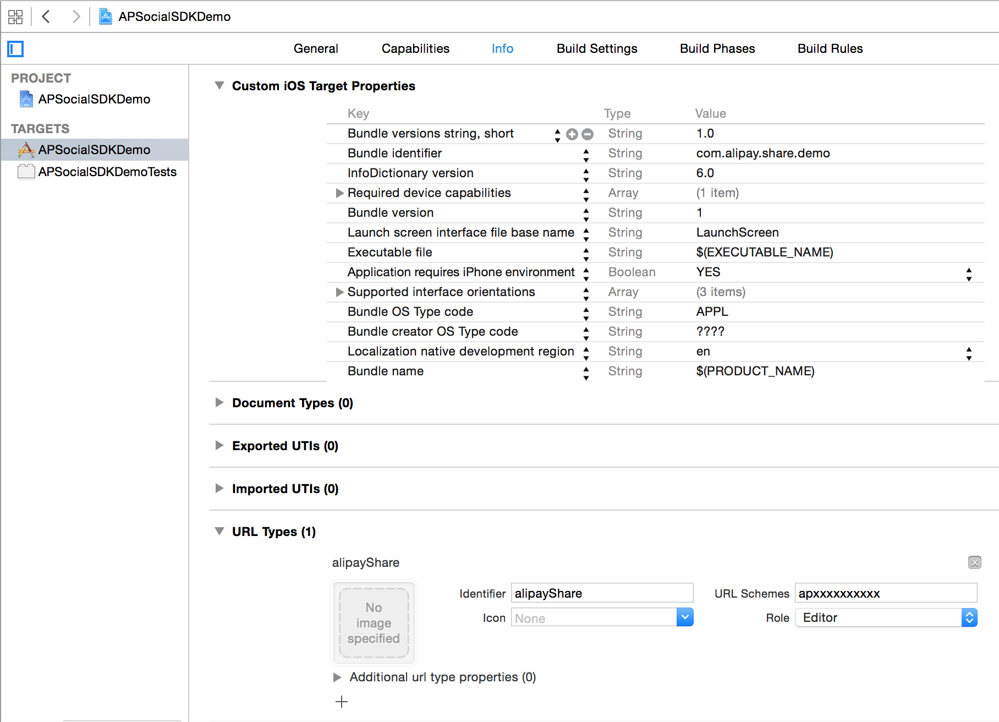 APSocialSDKDemo
General Capabilities Info Build Settings Build Phases Build Rules
PROJECT
APSocialSDKDemo
TARGETS
APSocialSDKDemo
APSocialSDKDemoTests
Custom iOS Target Properties
Key Type Value
Bundle versions string, short String 1.0
Bundle identifier String com.alipay.share.demo
InfoDictionary version String 6.0
Required device capabilities Array (1 item)
Bundle version String 1
Launch screen interface file base name String LaunchScreen
Executable file String $(EXECUTABLE_NAME)
Application requires iPhone environment Boolean YES
Supported interface orientations Array (3 items)
Bundle OS Type code String APPL
Bundle creator OS Type code String ????
Localization native development region String en
Bundle name String $(PRODUCT_NAME)
Document Types (0)
Exported UTIs (0)
Imported UTIs (0)
URL Types (1)
alipayShare
No
image
specified
Identifier alipayShare URL Schemes apxxxxxxxxxx
Icon None Role Editor
Additional url type properties (0)